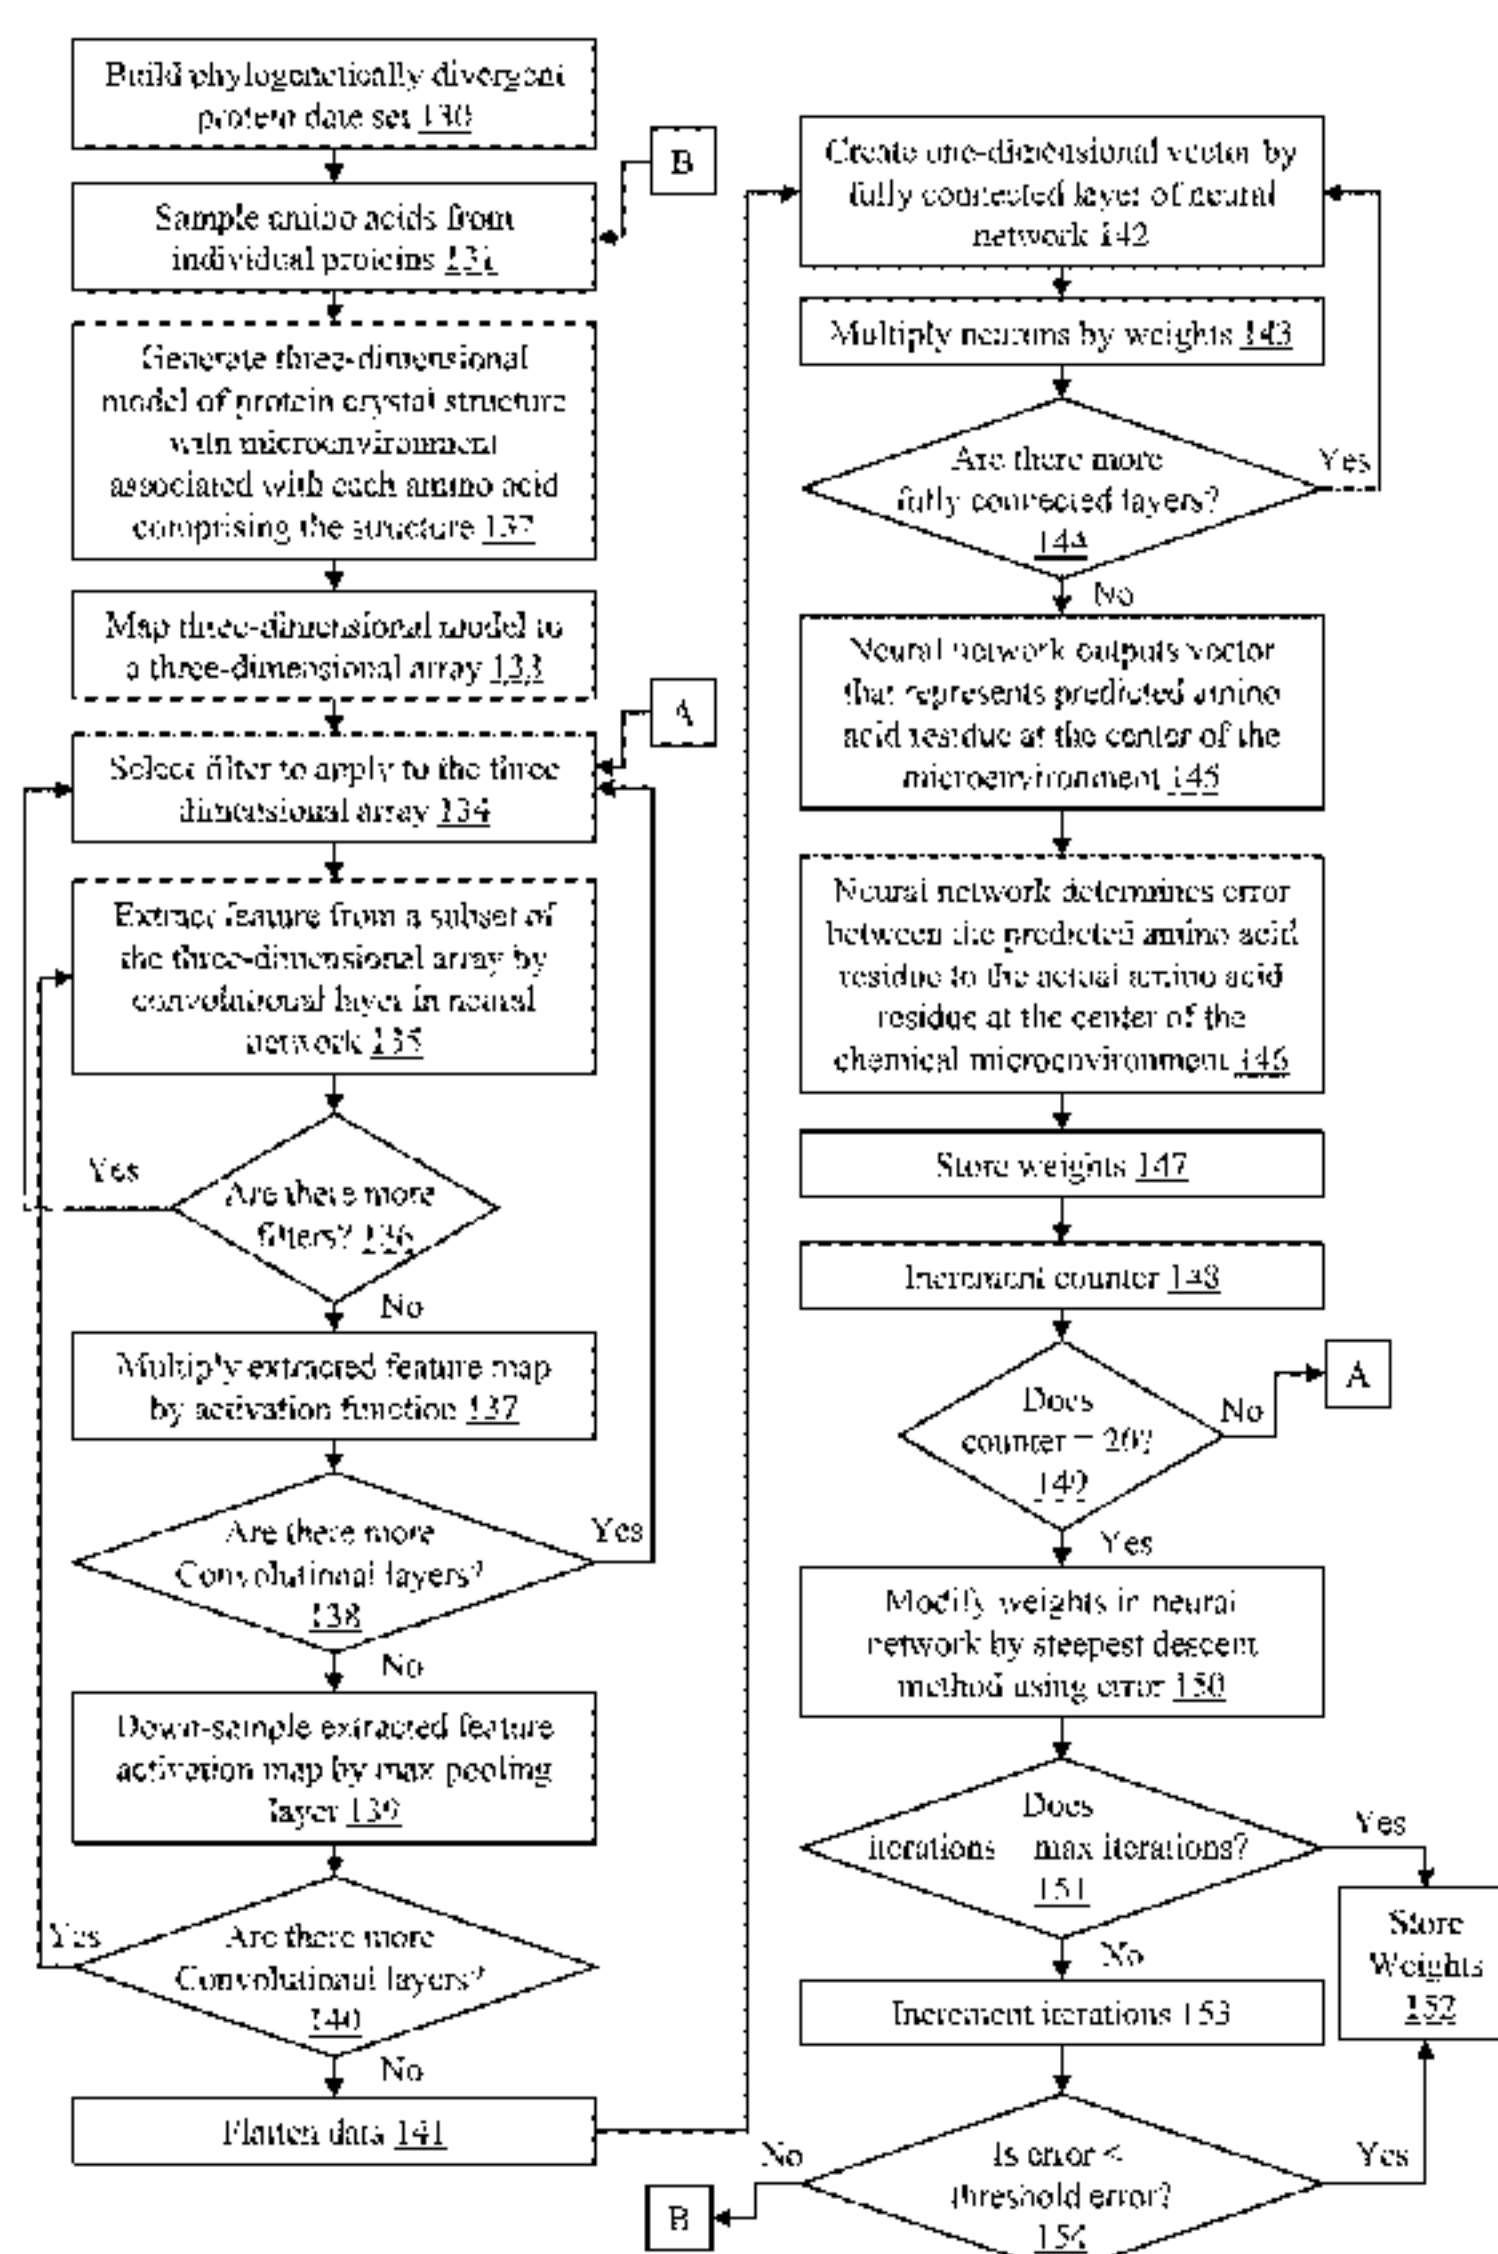 Build phylogenetically divergent
protein date set 130
B
Sample amino acids from
individual proteins 131
Generate three-dimensional
model of protein crystal structure
with microenvironment
associated with each amino acid
comprising the structure 132
Map three-dimensional model to
a three-dimensional array 133
A
Select filter to apply to the three
dimensional array 134
Extract feature from a subset of
the three-dimensional array by
convolutional layer in neural
network 135
Yes
Are there more
filters? 136
No
Multiply extracted feature map
by activation function 137
Are there more
Convolutional layers?
138
Yes
No
Down-sample extracted feature
activation map by max pooling
layer 139
Yes
Are there more
Convolutional layers?
140
No
Flatten data 141
Create one-dimensional vector by
fully connected layer of neural
network 142
Multiply neurons by weights 143
Are there more
fully connected layers?
144
Yes
No
Neural network outputs vector
that represents predicted amino
acid residue at the center of the
microenvironment 145
Neural network determines error
between the predicted amino acid
residue to the actual amino acid
residue at the center of the
chemical microenvironment 146
Store weights 147
Increment counter 148
Does
counter = 20?
149
No
A
Yes
Modify weights in neural
network by steepest descent
method using error 150
Does
iterations max iterations?
151
Yes
Store
Weights
152
No
Increment iterations 153
Is error <
threshold error?
154
Yes
No
B